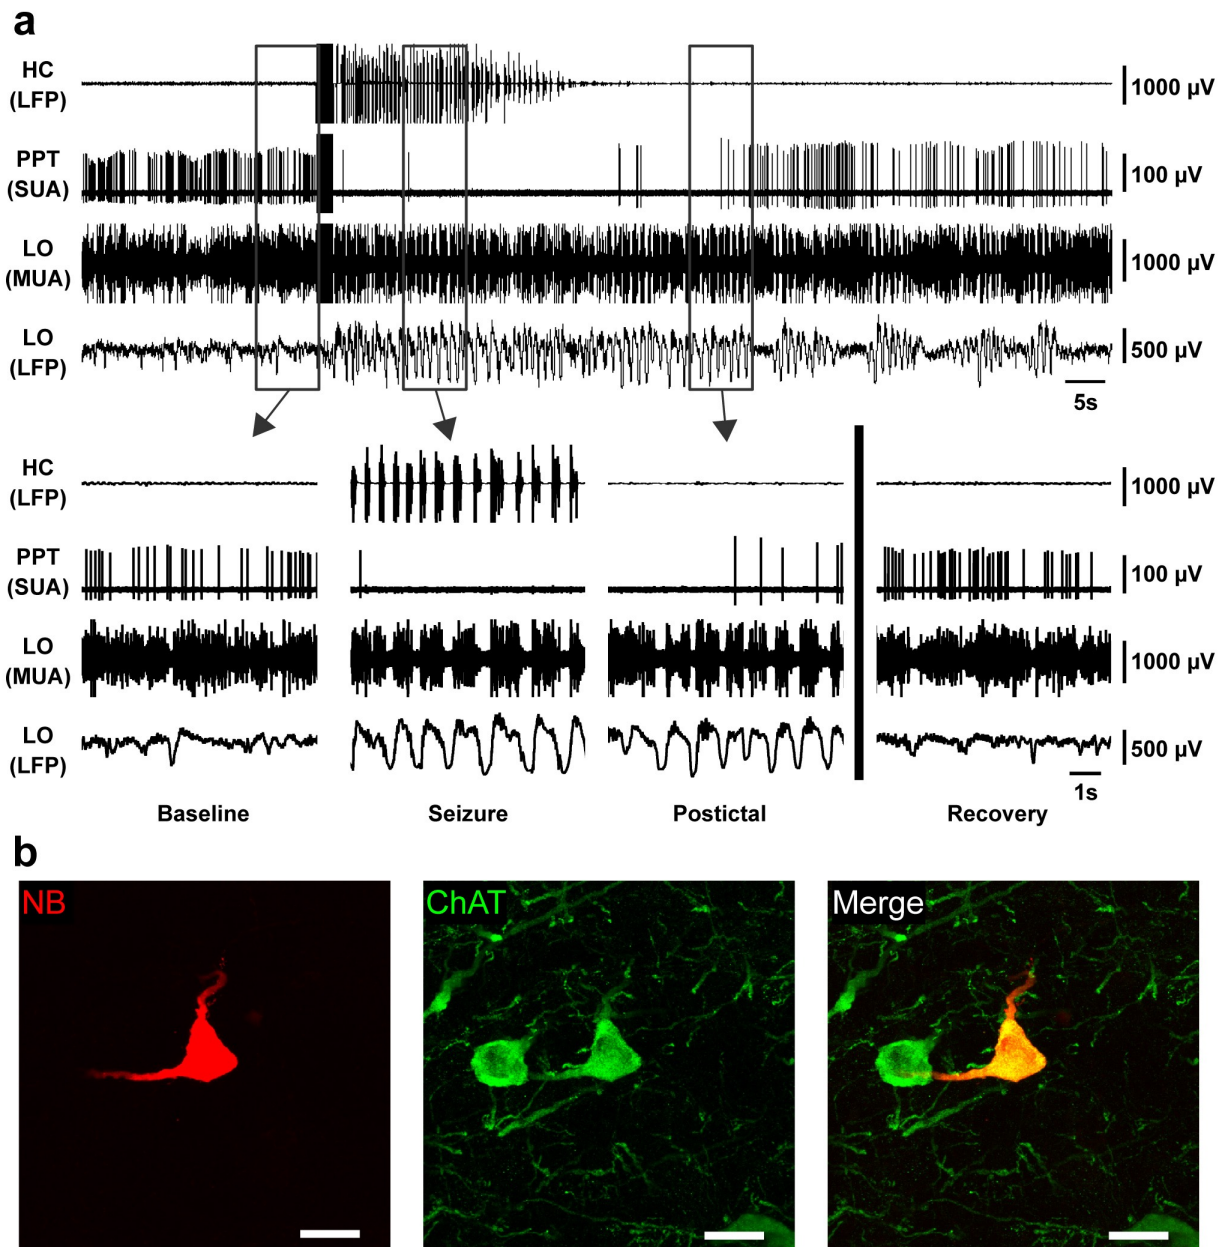 a
HC
(LFP)
1000 µV
PPT
(SUA)
100 µV
LO
(MUA)
1000 µV
LO
(LFP)
500 µV
5s
HC
(LFP)
1000 µV
PPT
(SUA)
100 µV
LO
(MUA)
1000 µV
LO
(LFP)
500 µV
1s
Baseline Seizure Postictal Recovery
b
NB ChAT Merge